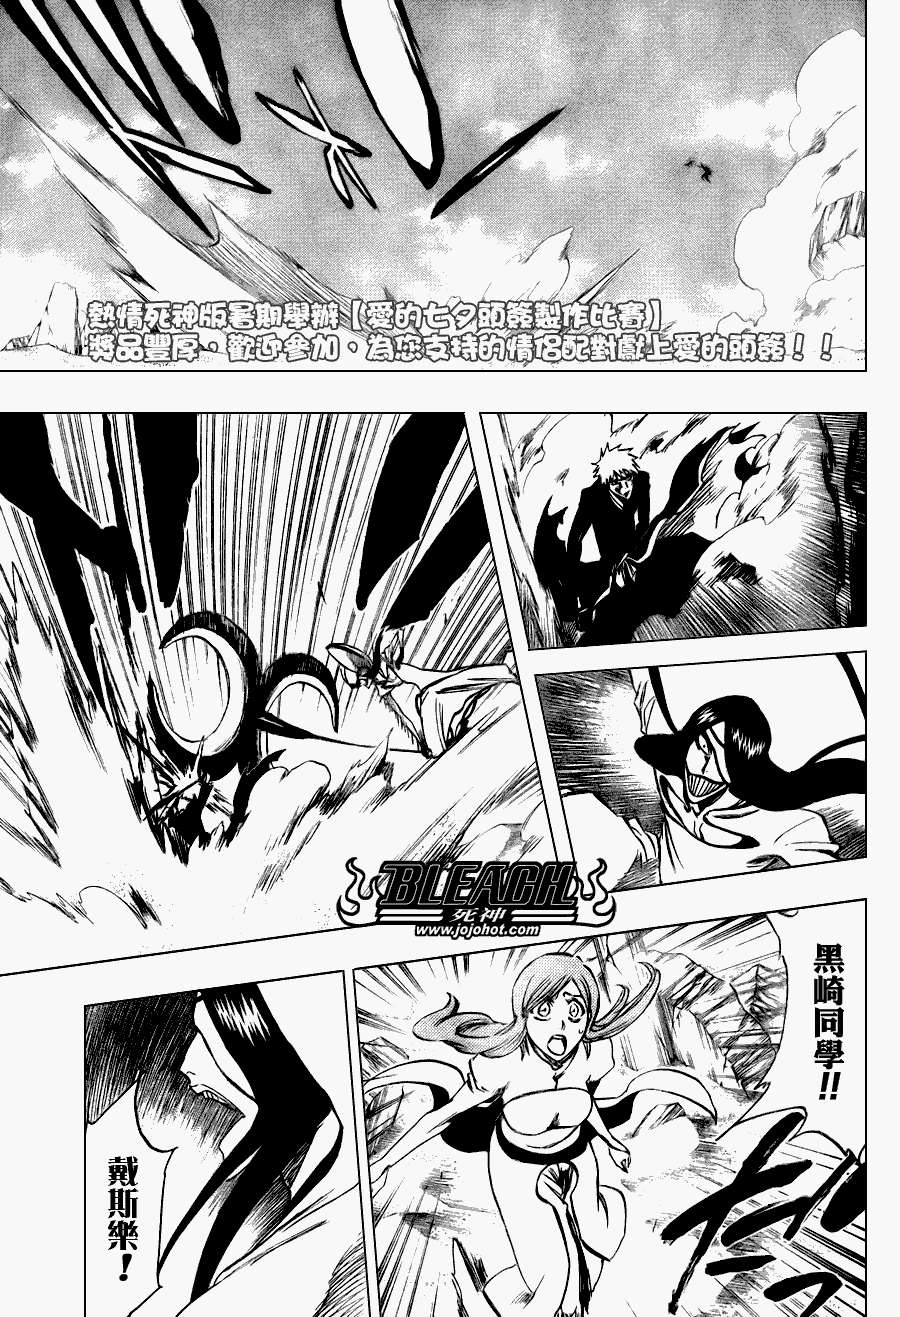 熱情死神版暑期舉辦【愛的七夕頭簽製作比賽】
獎品豐厚，歡迎參加，為您支持的情侶配對獻上愛的頭簽！！
BLEACH
死神
www.jojohot.com
黑崎同學!!
戴斯樂！